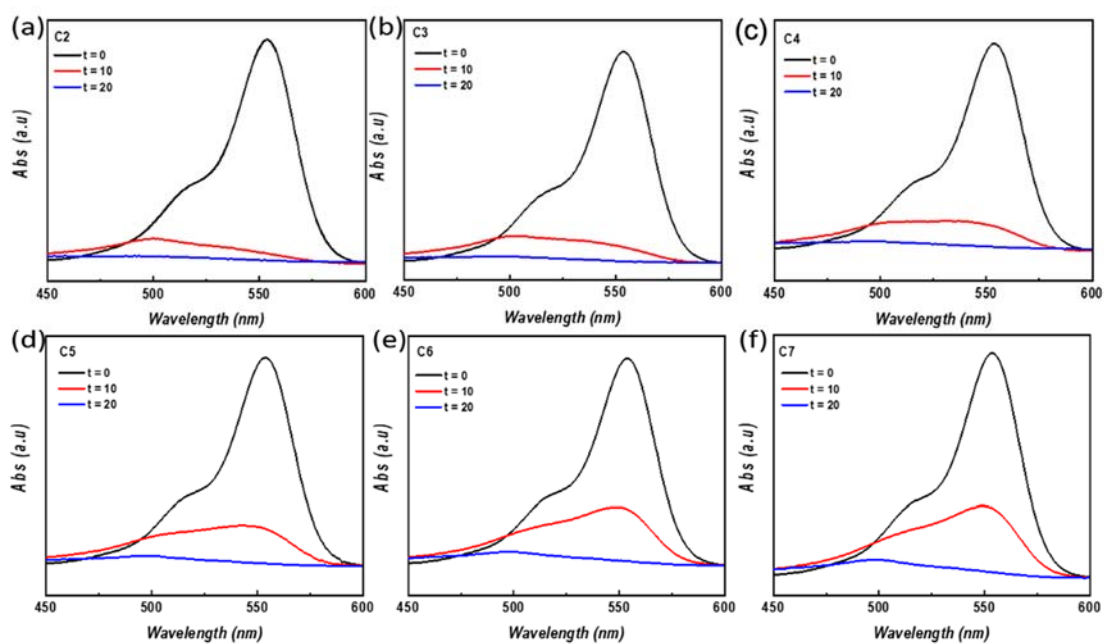 (a)
C2
t = 0
t = 10
t = 20
Abs (a.u)
450 500 550 600
Wavelength (nm)
(b)
C3
t = 0
t = 10
t = 20
Abs (a.u)
450 500 550 600
Wavelength (nm)
(c)
C4
t = 0
t = 10
t = 20
Abs (a.u)
450 500 550 600
Wavelength (nm)
(d)
C5
t = 0
t = 10
t = 20
Abs (a.u)
450 500 550 600
Wavelength (nm)
(e)
C6
t = 0
t = 10
t = 20
Abs (a.u)
450 500 550 600
Wavelength (nm)
(f)
C7
t = 0
t = 10
t = 20
Abs (a.u)
450 500 550 600
Wavelength (nm)